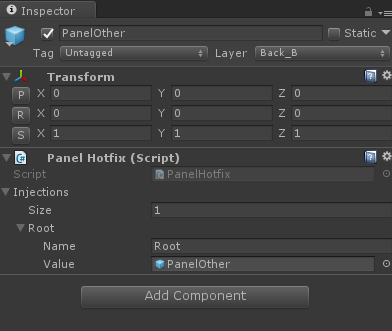 Inspector
PanelOther Static
Tag Untagged Layer Back_B
Transform
P X 0 Y 0 Z 0
R X 0 Y 0 Z 0
S X 1 Y 1 Z 1
Panel Hotfix (Script)
Script PanelHotfix
Injections
Size 1
Root
Name Root
Value PanelOther
Add Component